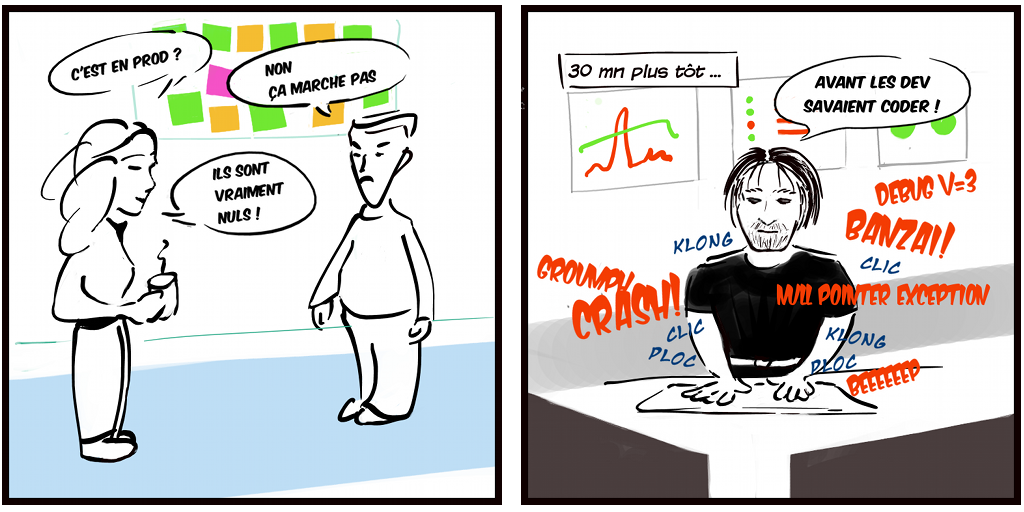 C'EST EN PROD ?
NON
ÇA MARCHE PAS
ILS SONT
VRAIMENT
NULS !
30 mn plus tôt ...
AVANT LES DEV
SAVAIENT CODER !
DEBUG V=3
BANZAI!
KLONG
CLIC
GROUMPH
CRASH!
NULL POINTER EXCEPTION
CLIC
PLOC
KLONG
PLOC
BEEEEEEP